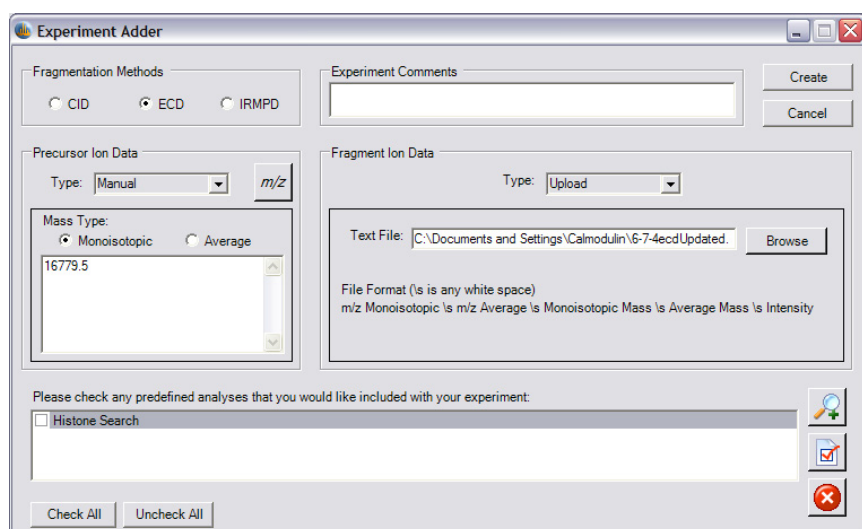 Experiment Adder
Fragmentation Methods
CID ECD IRMPD
Experiment Comments
Create
Cancel
Precursor Ion Data
Type: Manual m/z
Mass Type:
Monoisotopic Average
16779.5
Fragment Ion Data
Type: Upload
Text File: C:\Documents and Settings\Calmodulin\6-7-4ecdUpdated. Browse
File Format (\s is any white space)
m/z Monoisotopic \s m/z Average \s Monoisotopic Mass \s Average Mass \s Intensity
Please check any predefined analyses that you would like included with your experiment:
Histone Search
Check All Uncheck All